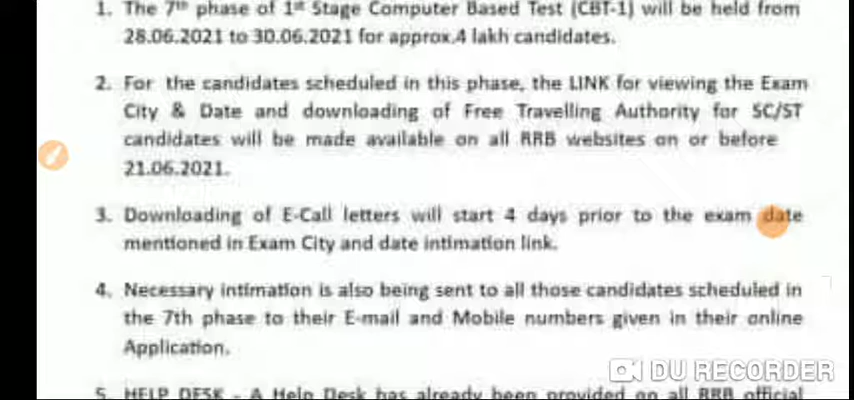 1. The 7th phase of 1st Stage Computer Based Test (CBT-1) will be held from
28.06.2021 to 30.06.2021 for approx.4 lakh candidates.
2. For the candidates scheduled in this phase, the LINK for viewing the Exam
City & Date and downloading of Free Travelling Authority for SC/ST
candidates will be made available on all RRB websites on or before
21.06.2021.
3. Downloading of E-Call letters will start 4 days prior to the exam date
mentioned in Exam City and date intimation link.
4. Necessary intimation is also being sent to all those candidates scheduled in
the 7th phase to their E-mail and Mobile numbers given in their online
Application.
DU RECORDER
5. HELP DESK - A Help Desk has already been provided on all RRB official